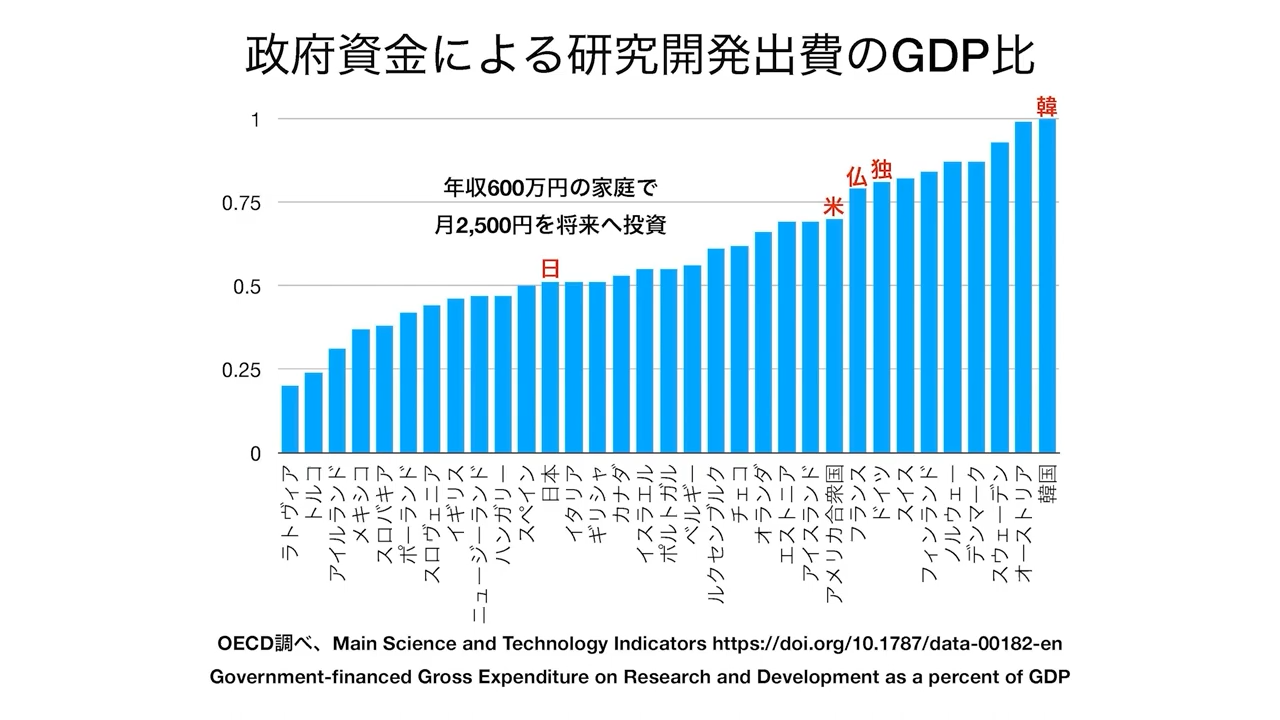 政府資金による研究開発出費のGDP比
韓
1
独
仏
年収600万円の家庭で
0.75
米
月2,500円を将来へ投資
日
0.5
0.25
0
ラトヴィア
トルコ
アイルランド
メキシコ
スロバキア
ポーランド
スロヴェニア
イギリス
ニュージーランド
ハンガリー
スペイン
日本
イタリア
ギリシャ
カナダ
イスラエル
ポルトガル
ベルギー
ルクセンブルク
チェコ
オランダ
エストニア
アイスランド
アメリカ合衆国
フランス
ドイツ
スイス
フィンランド
ノルウェー
デンマーク
スウェーデン
オーストリア
韓国
OECD調べ、Main Science and Technology Indicators https://doi.org/10.1787/data-00182-en
Government-financed Gross Expenditure on Research and Development as a percent of GDP